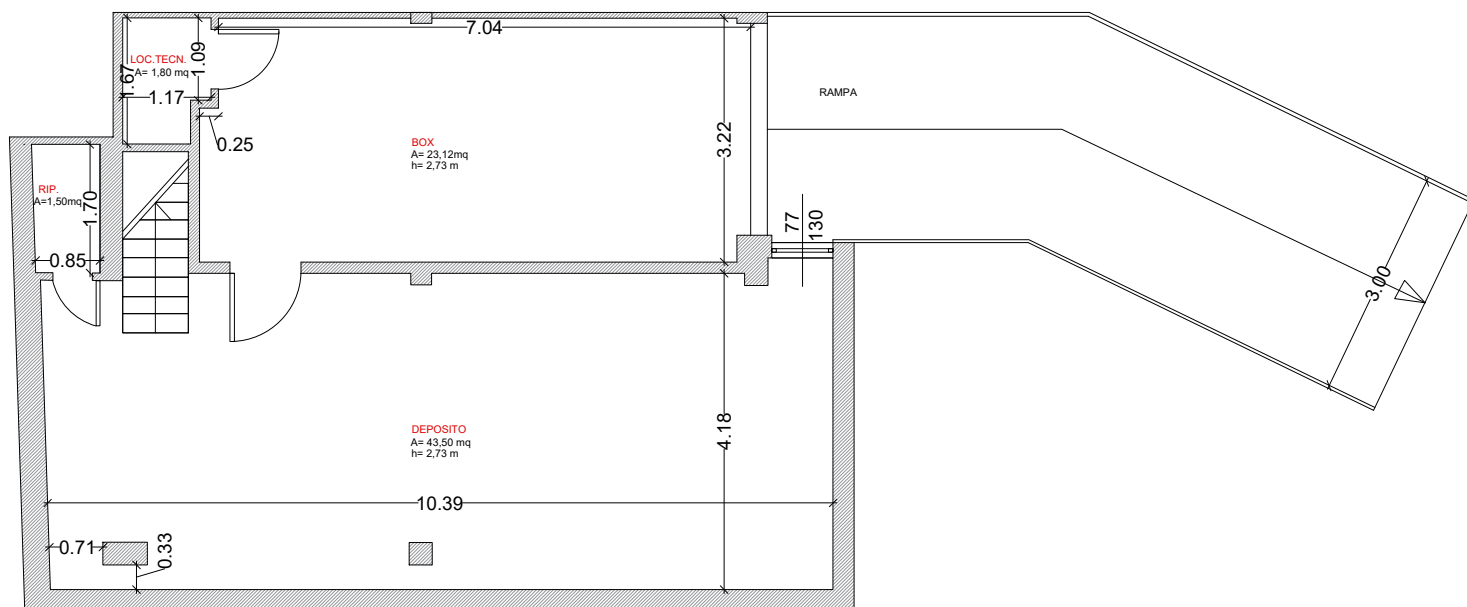 7.04
LOC.TECN.
A= 1,80 mq
1.67
1.09
1.17
0.25
RAMPA
BOX
A= 23,12mq
h= 2,73 m
3.22
RIP.
A=1,50mq
1.70
0.85
77
130
3.00
DEPOSITO
A= 43,50 mq
h= 2,73 m
4.18
10.39
0.71
0.33